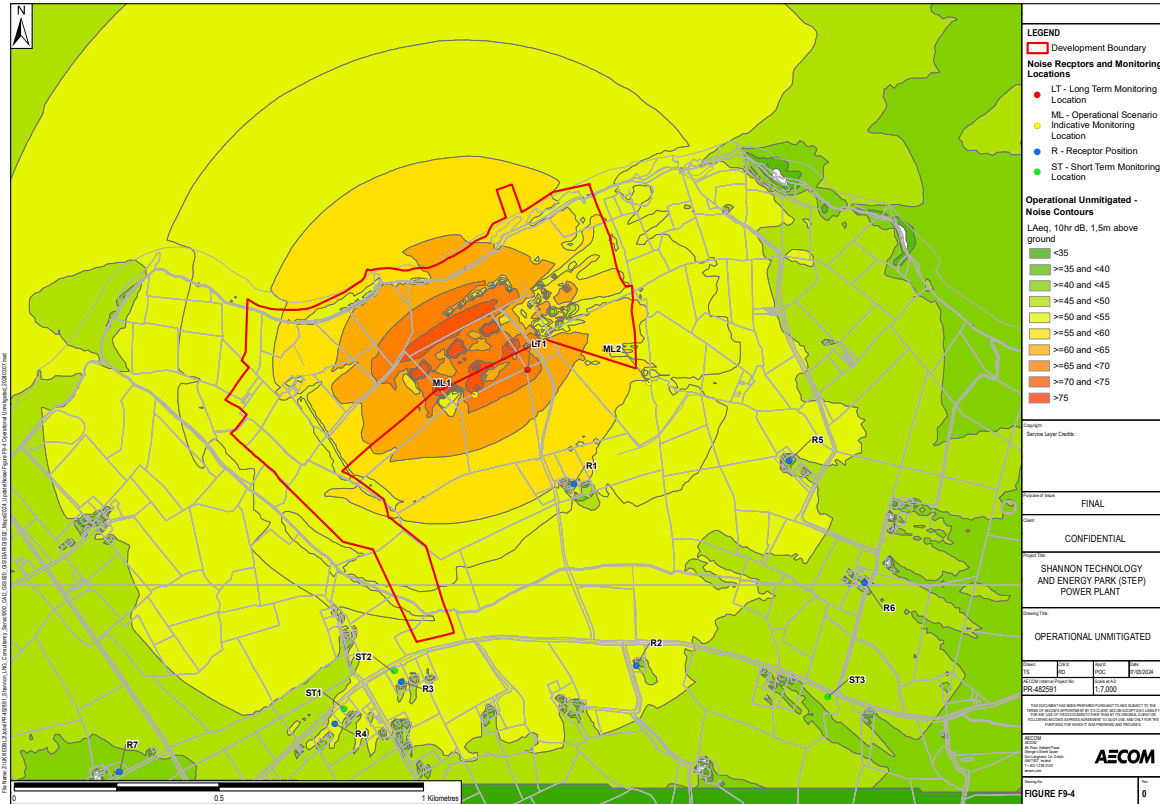 N
LEGEND
Development Boundary
Noise Recptors and Monitoring
Locations
LT - Long Term Monitoring
Location
ML - Operational Scenario
Indicative Monitoring
Location
R - Receptor Position
ST - Short Term Monitoring
Location
Operational Unmitigated -
Noise Contours
LAeq, 10hr dB, 1,5m above
ground
<35
>=35 and <40
>=40 and <45
>=45 and <50
>=50 and <55
>=55 and <60
>=60 and <65
>=65 and <70
>=70 and <75
>75
Copyright:
Service Layer Credits:
Purpose of Issue:
FINAL
Client:
CONFIDENTIAL
Project Title:
SHANNON TECHNOLOGY
AND ENERGY PARK (STEP)
POWER PLANT
Drawing Title:
OPERATIONAL UNMITIGATED
Drawn:
TS
POC
AECOM Internal Project No:
PR-482591
Scale at A3:
1:7,000
AECOM
Drawing No:
FIGURE F9-4
Rev:
0
LT1
ML2
ML1
R1
R5
R6
R2
ST2
R3
ST3
ST1
R4
R7
0
0.5
1 Kilometres